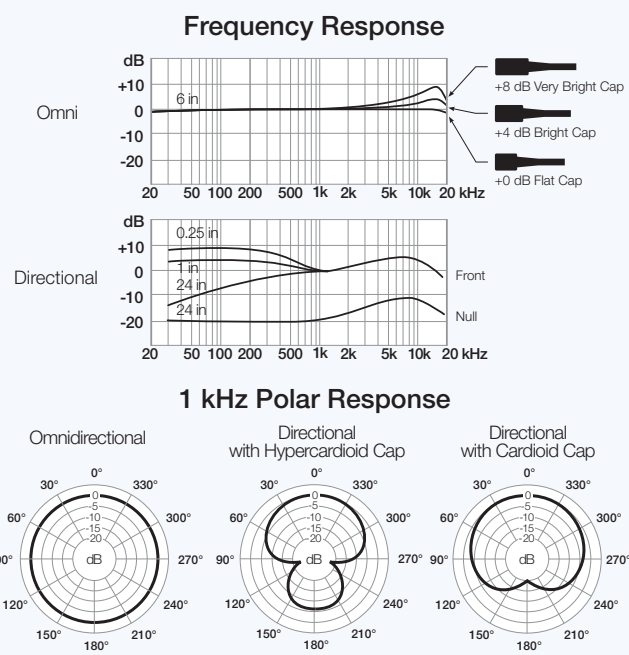 Frequency Response
dB
+10
0
-10
-20
Omni
6 in
20 50 100 200 500 1k 2k 5k 10k 20 kHz
+8 dB Very Bright Cap
+4 dB Bright Cap
+0 dB Flat Cap
dB
+10
0
-10
-20
Directional
0.25 in
1 in
24 in
24 in
Front
Null
20 50 100 200 500 1k 2k 5k 10k 20 kHz
1 kHz Polar Response
Omnidirectional
0°
30° 330°
60° 300°
90° 270°
120° 240°
150° 210°
180°
0
-5
-10
-15
-20
dB
Directional
with Hypercardioid Cap
0°
30° 330°
60° 300°
90° 270°
120° 240°
150° 210°
180°
0
-5
-10
-15
-20
dB
Directional
with Cardioid Cap
0°
30° 330°
60° 300°
90° 270°
120° 240°
150° 210°
180°
0
-5
-10
-15
-20
dB